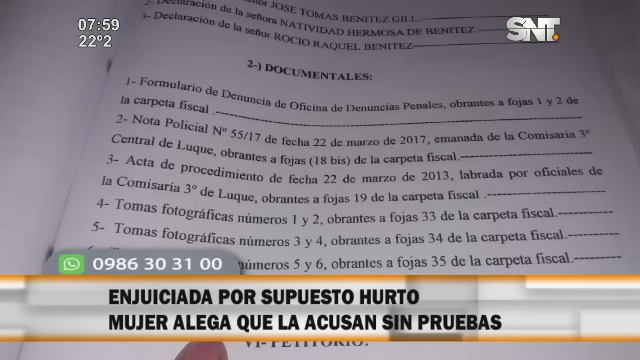 07:59
22°2
SNT.
señor JOSE TOMAS BENITEZ GILL
2- Declaración de la señora NATIVIDAD HERMOSA DE BENITEZ
3- Declaración de la señora ROCIO RAQUEL BENITEZ
2-) DOCUMENTALES:
1- Formulario de Denuncia de Oficina de Denuncias Penales, obrantes a fojas 1 y 2 de
la carpeta fiscal .
2- Nota Policial Nº 55/17 de fecha 22 de marzo de 2017, emanada de la Comisaria 3º
Central de Luque, obrantes a fojas (18 bis) de la carpeta fiscal.
3- Acta de procedimiento de fecha 22 de marzo de 2013, labrada por oficiales de
la Comisaría 3º de Luque, obrantes a fojas 19 de la carpeta fiscal .
4- Tomas fotográficas números 1 y 2, obrantes a fojas 33 de la carpeta fiscal.
5- Tomas fotográficas números 3 y 4, obrantes a fojas 34 de la carpeta fiscal.
números 5 y 6, obrantes a fojas 35 de la carpeta fiscal.
0986 30 31 00
ENJUICIADA POR SUPUESTO HURTO
MUJER ALEGA QUE LA ACUSAN SIN PRUEBAS
VI- PETITORIO: